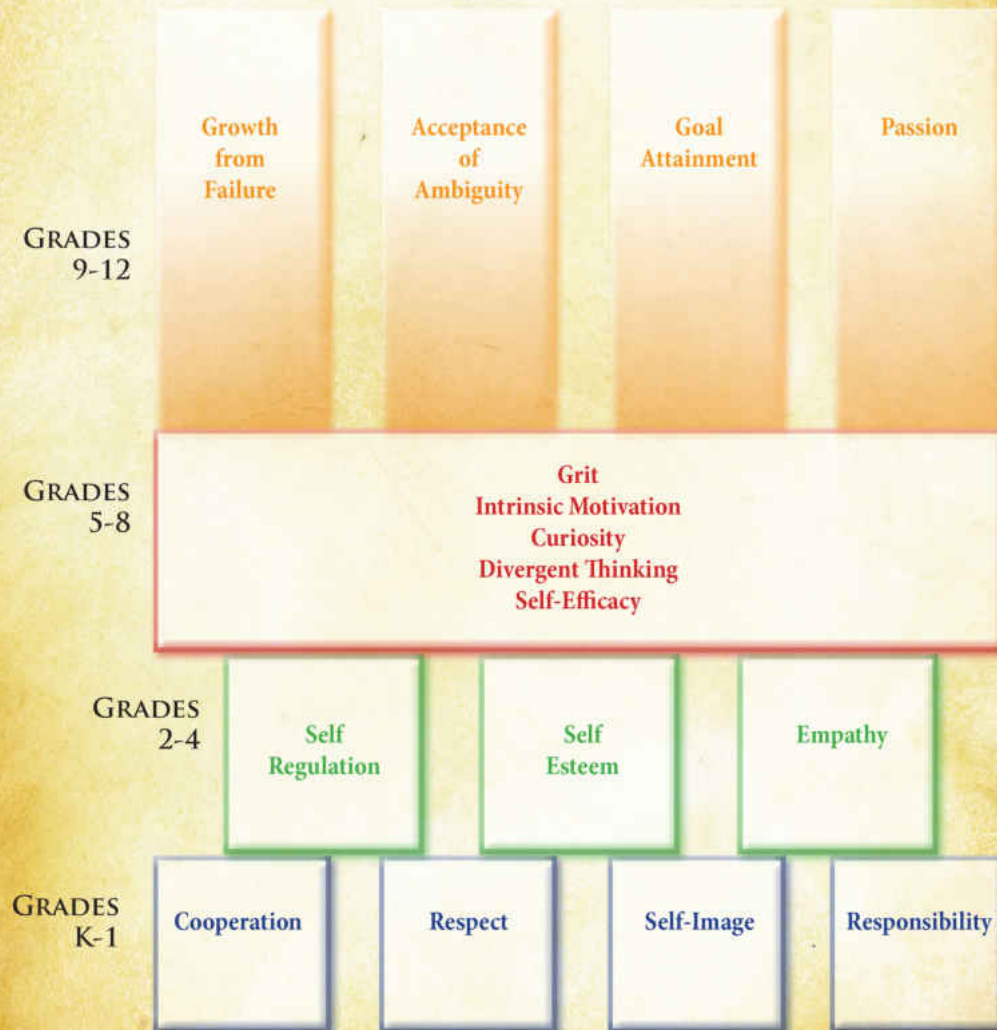 Growth
from
Failure
Acceptance
of
Ambiguity
Goal
Attainment
Passion
GRADES
9-12
GRADES
5-8
Grit
Intrinsic Motivation
Curiosity
Divergent Thinking
Self-Efficacy
GRADES
2-4
Self
Regulation
Self
Esteem
Empathy
GRADES
K-1
Cooperation
Respect
Self-Image
Responsibility